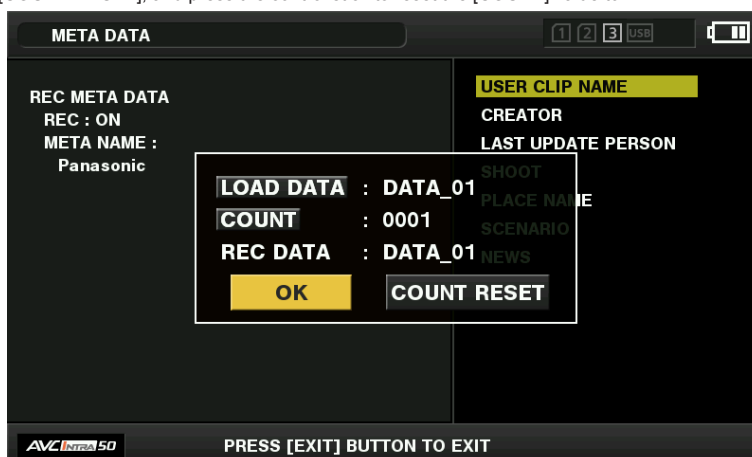 META DATA
1 2 3 USB
REC META DATA
REC : ON
META NAME :
Panasonic
USER CLIP NAME
CREATOR
LAST UPDATE PERSON
SHOOT
PLACE NAME
SCENARIO
NEWS
LOAD DATA : DATA_01
COUNT : 0001
REC DATA : DATA_01
OK COUNT RESET
AVC INTRA 50 PRESS [EXIT] BUTTON TO EXIT